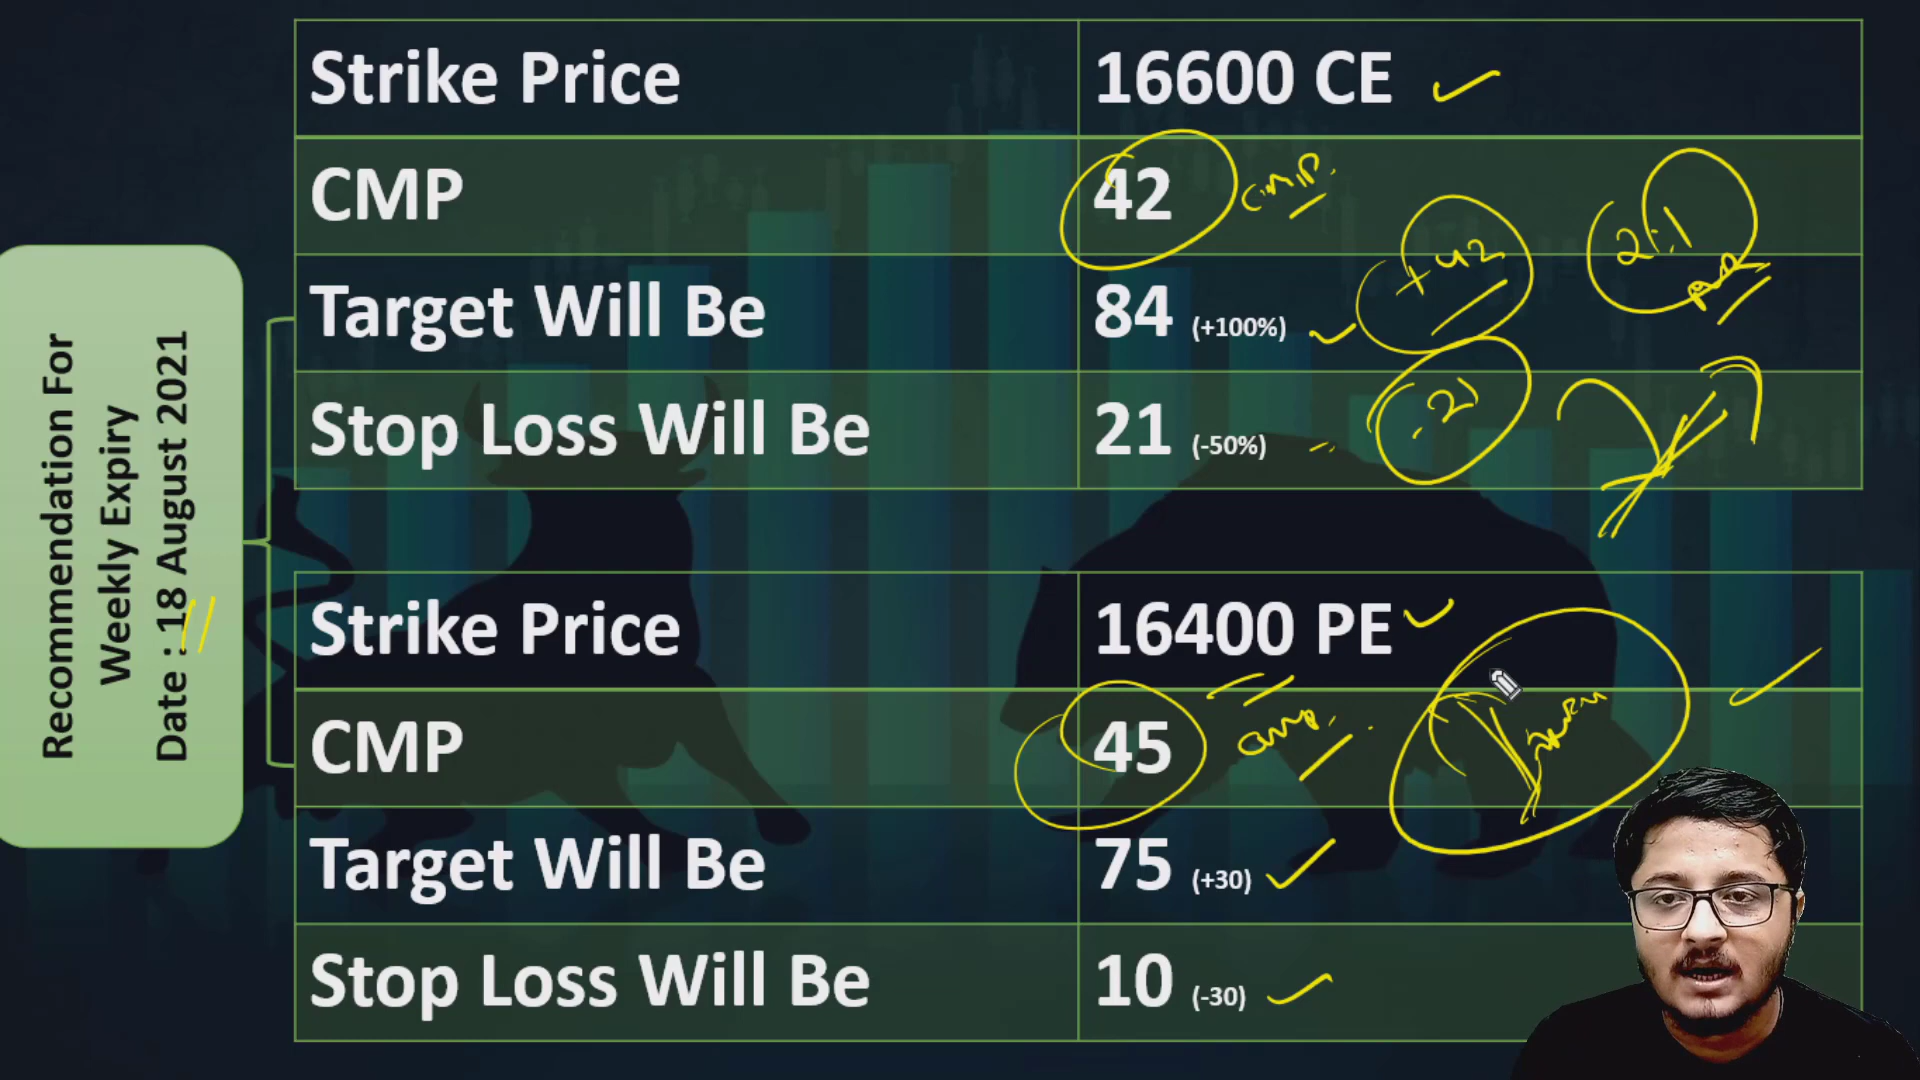 Recommendation For
Weekly Expiry
Date : 18 August 2021
Strike Price 16600 CE
CMP 42 C.M.P.
Target Will Be 84 (+100%) +42 2:1
Stop Loss Will Be 21 (-50%) -21
Strike Price 16400 PE
CMP 45 CMP.
Target Will Be 75 (+30)
Stop Loss Will Be 10 (-30)